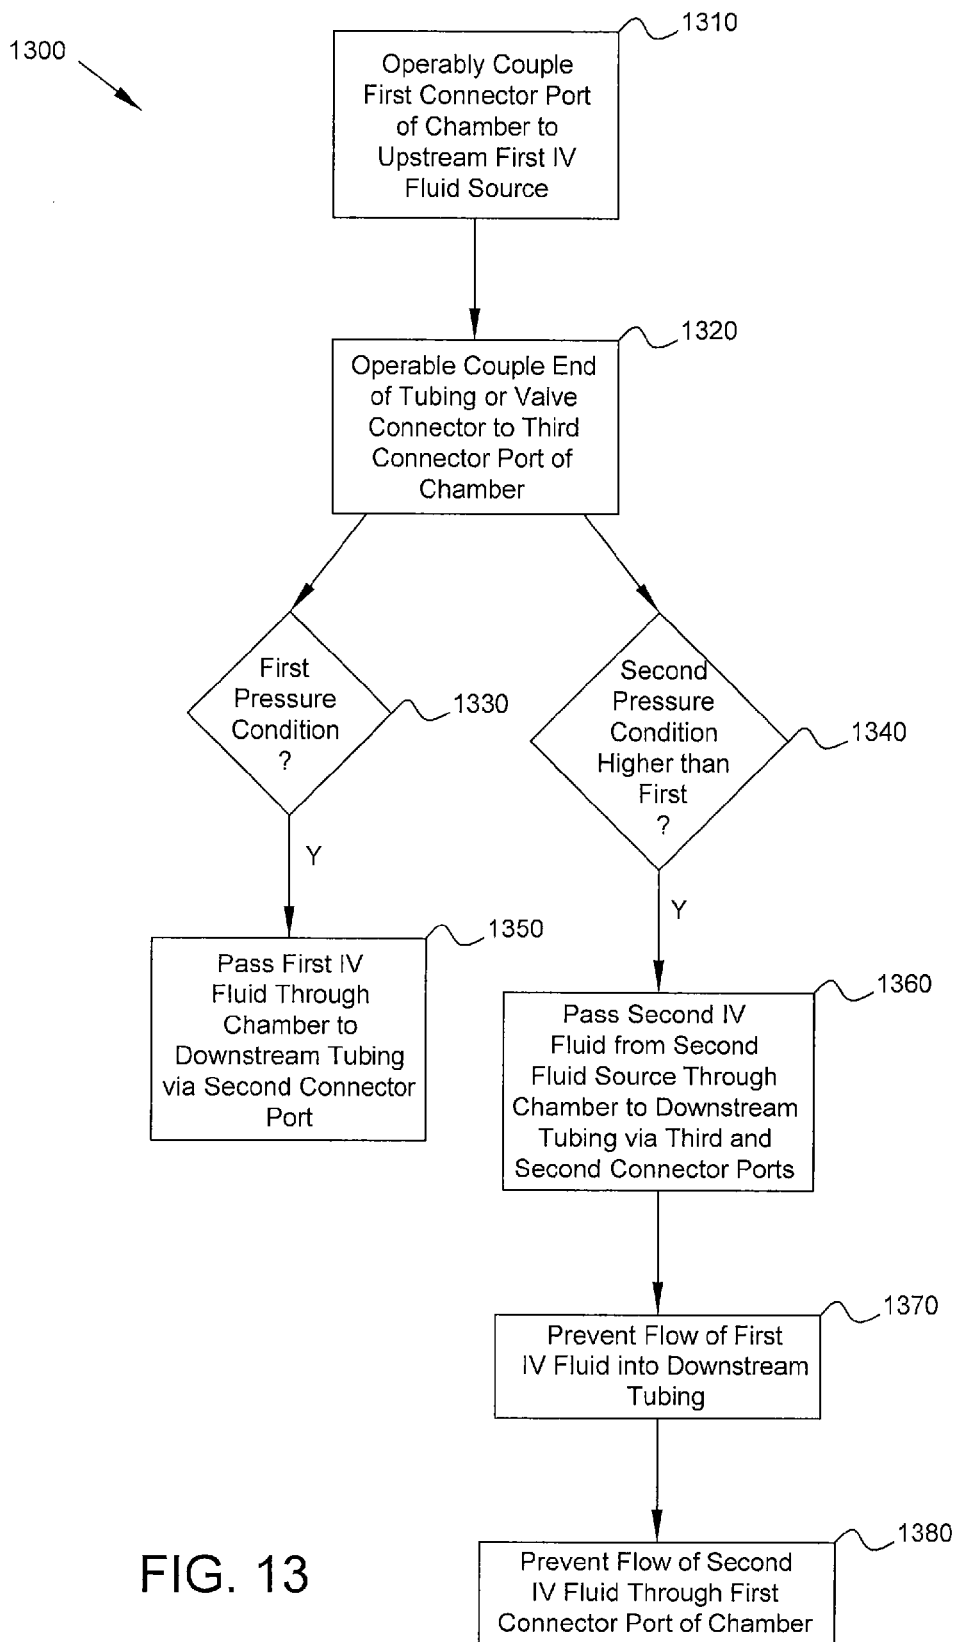 1300
1310
Operably Couple
First Connector Port
of Chamber to
Upstream First IV
Fluid Source
1320
Operable Couple End
of Tubing or Valve
Connector to Third
Connector Port of
Chamber
First
Pressure
Condition
?
1330
Second
Pressure
Condition
Higher than
First
?
1340
Y
Y
1350
Pass First IV
Fluid Through
Chamber to
Downstream Tubing
via Second Connector
Port
1360
Pass Second IV
Fluid from Second
Fluid Source Through
Chamber to Downstream
Tubing via Third and
Second Connector Ports
1370
Prevent Flow of First
IV Fluid into Downstream
Tubing
1380
Prevent Flow of Second
IV Fluid Through First
Connector Port of Chamber
FIG. 13